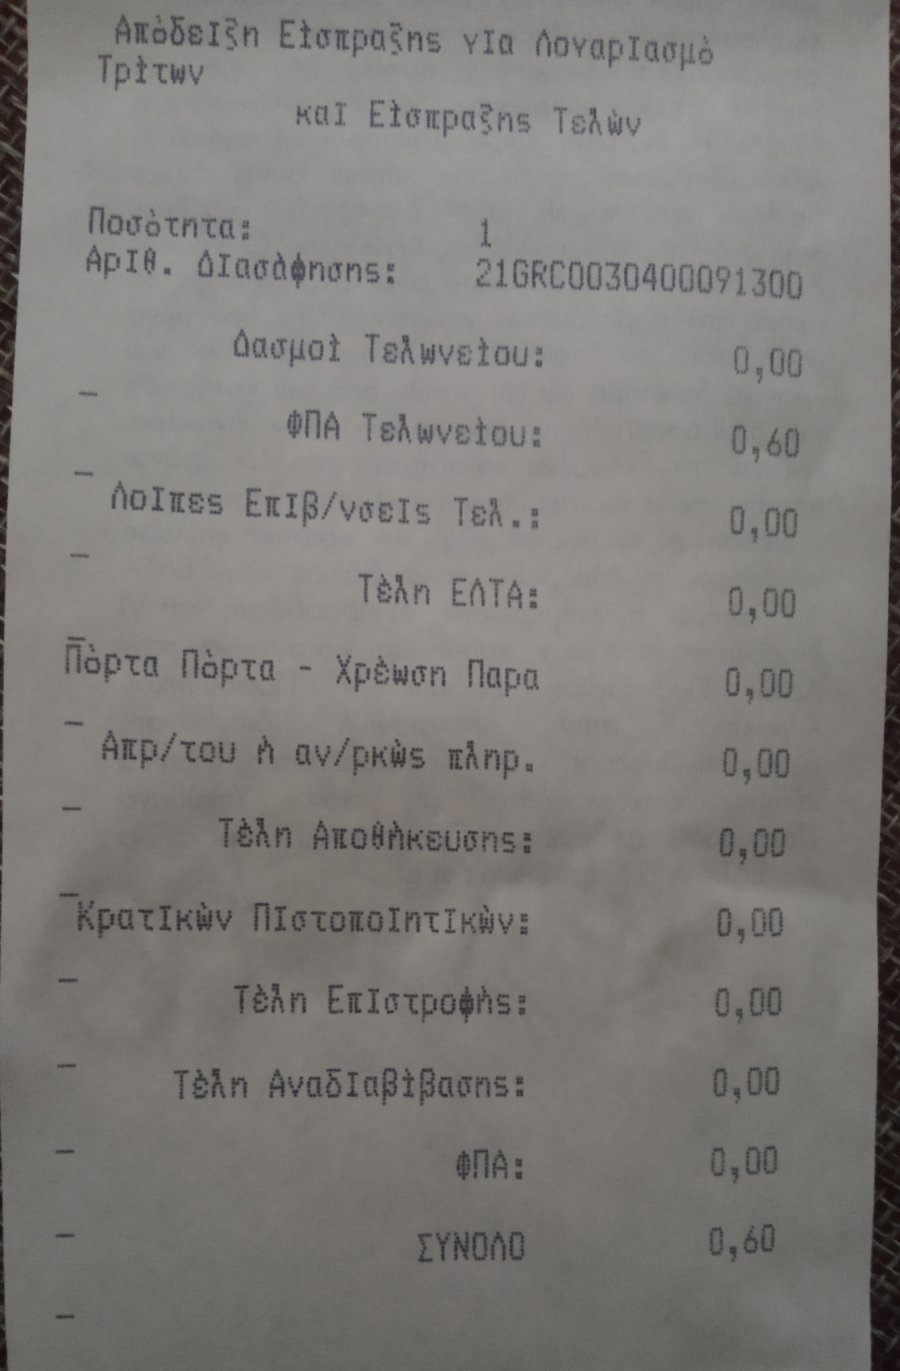 Απόδειξη Είσπραξης για Λογαριασμό
Τρίτων
και Είσπραξης Τελών
Ποσότητα: 1
Αριθ. Διασάφησης: 21GRC0030400091300
Δασμοί Τελωνείου: 0,00
ΦΠΑ Τελωνείου: 0,60
Λοιπες Επιβ/νσεις Τελ.: 0,00
Τέλη ΕΛΤΑ: 0,00
Πόρτα Πόρτα - Χρέωση Παρα 0,00
Απρ/του ή αν/ρκώς πληρ. 0,00
Τέλη Αποθήκευσης: 0,00
Κρατικών Πιστοποιητικών: 0,00
Τέλη Επιστροφής: 0,00
Τέλη Αναδιαβίβασης: 0,00
ΦΠΑ: 0,00
ΣΥΝΟΛΟ 0,60